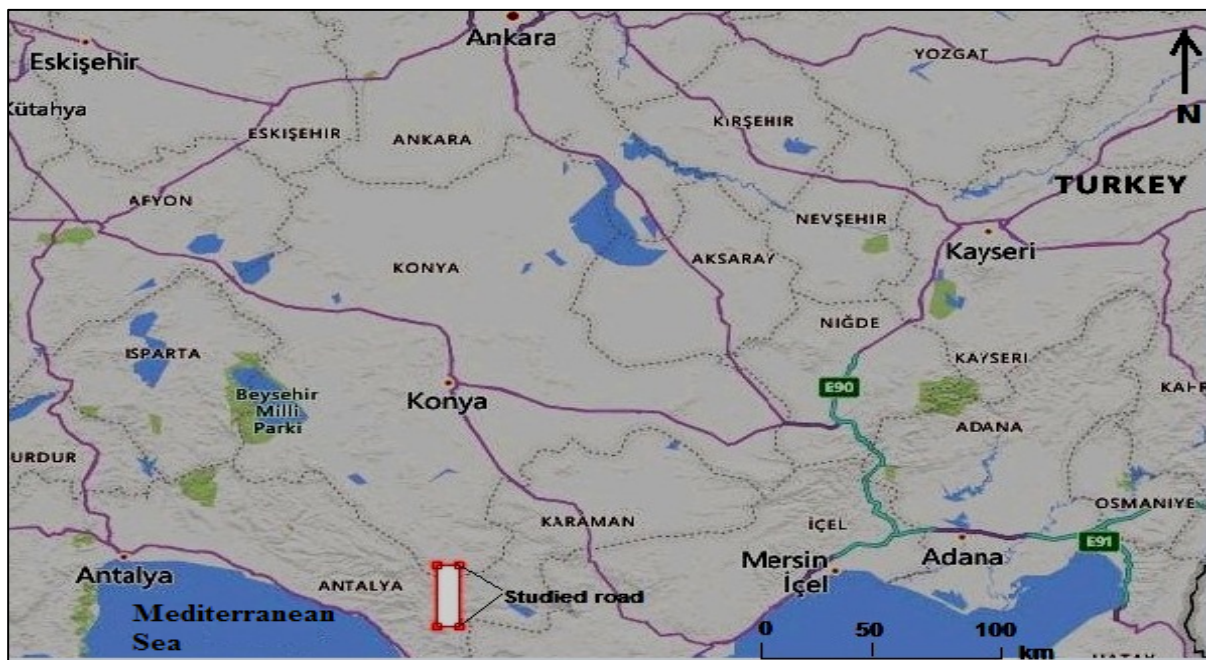 Ankara
Eskişehir
YOZGAT
N
Kütahya
KIRŞEHIR
ESKIŞEHIR
ANKARA
TURKEY
AFYON
NEVŞEHIR
Kayseri
KONYA
AKSARAY
NIĞDE
ISPARTA
KAYSERI
E90
Beysehir
Milli
Parki
Konya
ADANA
URDUR
OSMANIYE
KARAMAN
İÇEL
E91
Mersin
İçel
Adana
Antalya
ANTALYA
Studied road
Mediterranean
Sea
0 50 100
km
HATAY